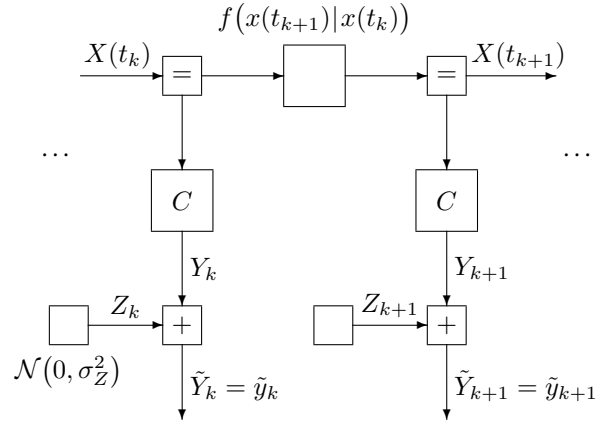 f(x(t_{k+1})|x(t_k))
X(t_k) = = X(t_{k+1})
... ...
C C
Y_k Y_{k+1}
Z_k + Z_{k+1} +
N(0, σ_Z^2)
Ỹ_k = ỹ_k Ỹ_{k+1} = ỹ_{k+1}